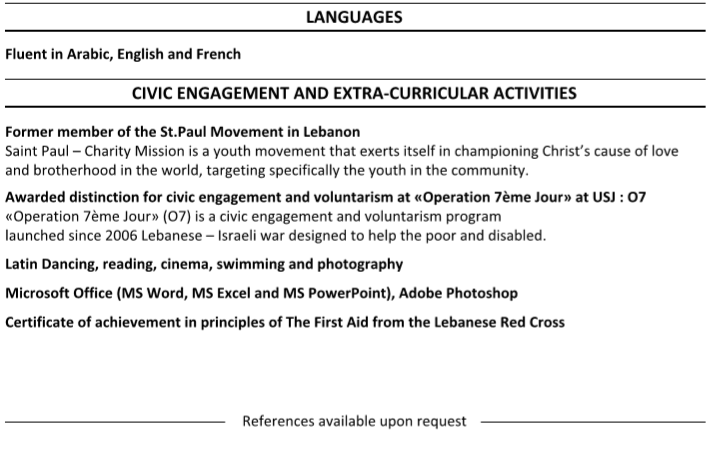 LANGUAGES
Fluent in Arabic, English and French
CIVIC ENGAGEMENT AND EXTRA-CURRICULAR ACTIVITIES
Former member of the St.Paul Movement in Lebanon
Saint Paul – Charity Mission is a youth movement that exerts itself in championing Christ's cause of love
and brotherhood in the world, targeting specifically the youth in the community.
Awarded distinction for civic engagement and voluntarism at «Operation 7ème Jour» at USJ : O7
«Operation 7ème Jour» (O7) is a civic engagement and voluntarism program
launched since 2006 Lebanese – Israeli war designed to help the poor and disabled.
Latin Dancing, reading, cinema, swimming and photography
Microsoft Office (MS Word, MS Excel and MS PowerPoint), Adobe Photoshop
Certificate of achievement in principles of The First Aid from the Lebanese Red Cross
References available upon request